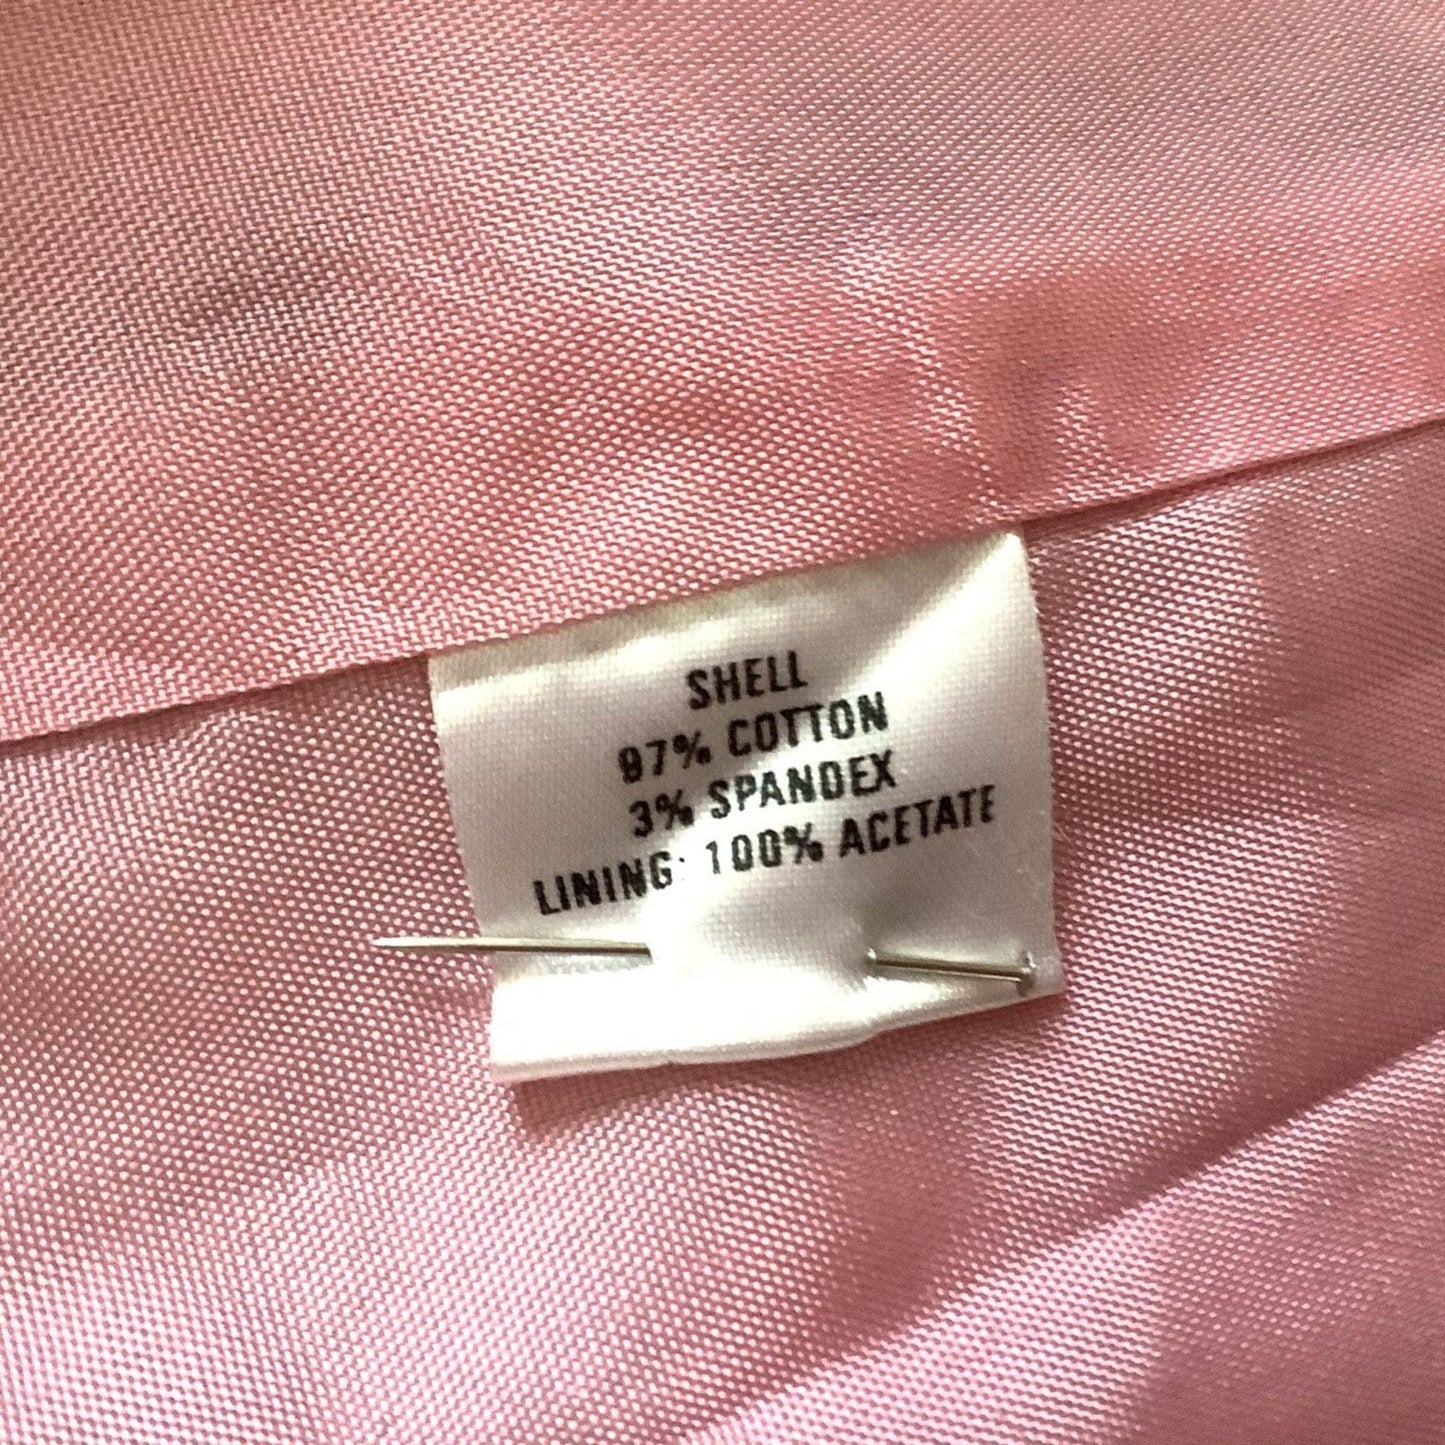 SHELL
97% COTTON
3% SPANDEX
LINING: 100% ACETATE